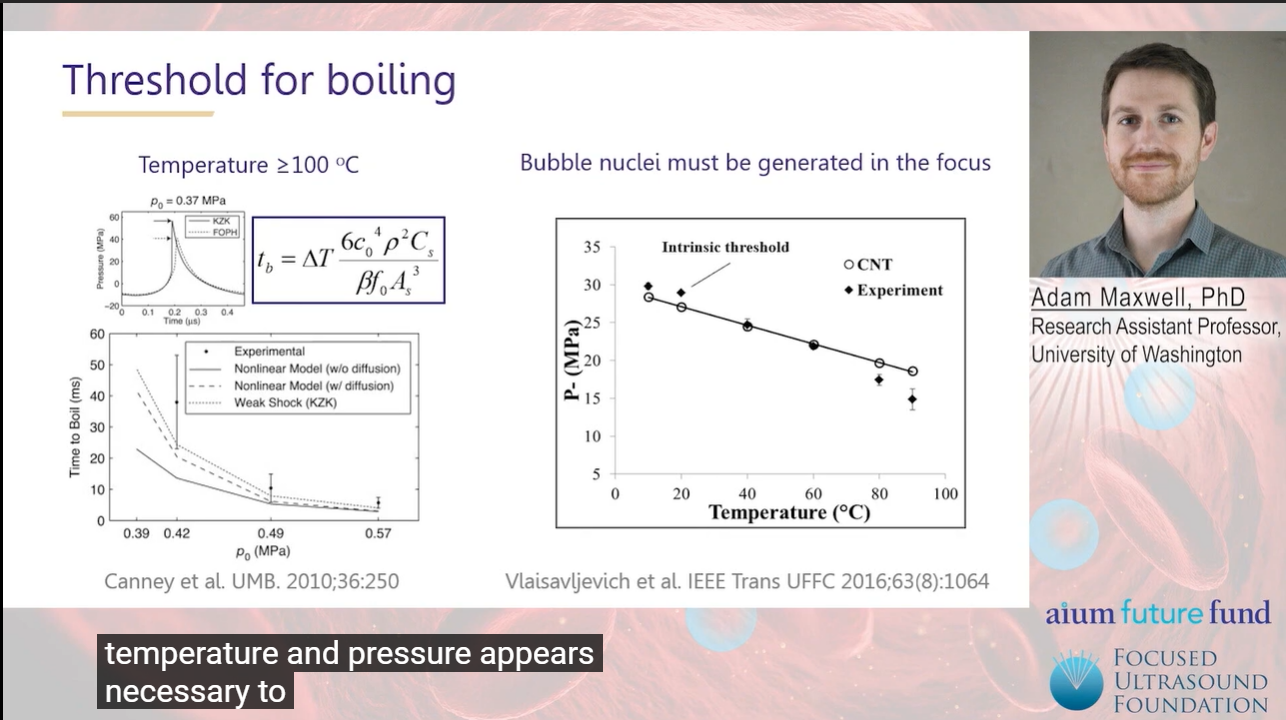 Threshold for boiling
Temperature ≥100 °C
p0 = 0.37 MPa
Pressure (MPa)
60
40
20
0
−20
KZK
FOPH
0 0.1 0.2 0.3 0.4
Time (μs)
t_b = ΔT 6c_0^4 ρ^2 C_s / β f_0 A_s^3
Time to Boil (ms)
60
50
40
30
20
10
0
Experimental
Nonlinear Model (w/o diffusion)
Nonlinear Model (w/ diffusion)
Weak Shock (KZK)
0.39 0.42 0.49 0.57
p0 (MPa)
Canney et al. UMB. 2010;36:250
Bubble nuclei must be generated in the focus
P- (MPa)
35
30
25
20
15
10
5
Intrinsic threshold
CNT
Experiment
0 20 40 60 80 100
Temperature (°C)
Vlaisavljevich et al. IEEE Trans UFFC 2016;63(8):1064
Adam Maxwell, PhD
Research Assistant Professor,
University of Washington
aium future fund
FOCUSED
ULTRASOUND
FOUNDATION
temperature and pressure appears
necessary to